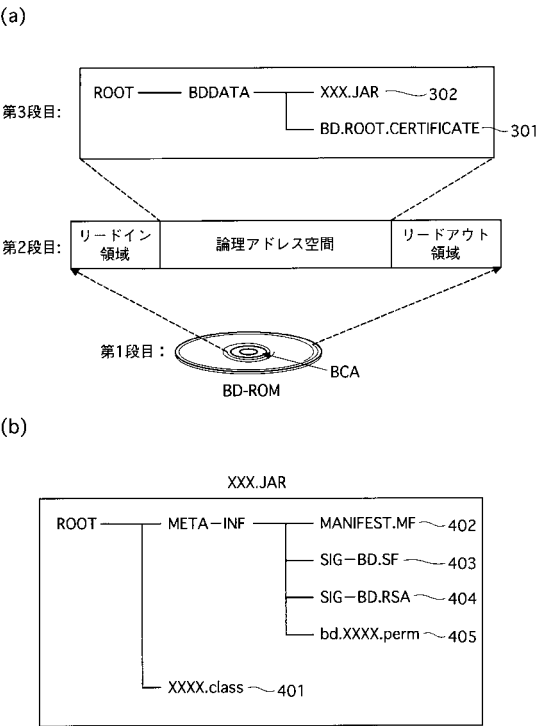 (a)
第3段目:
ROOT BDDATA XXX.JAR 302
BD.ROOT.CERTIFICATE 301
第2段目:
リードイン
領域
論理アドレス空間
リードアウト
領域
第1段目:
BCA
BD-ROM
(b)
XXX.JAR
ROOT META-INF MANIFEST.MF 402
SIG-BD.SF 403
SIG-BD.RSA 404
bd.XXXX.perm 405
XXXX.class 401